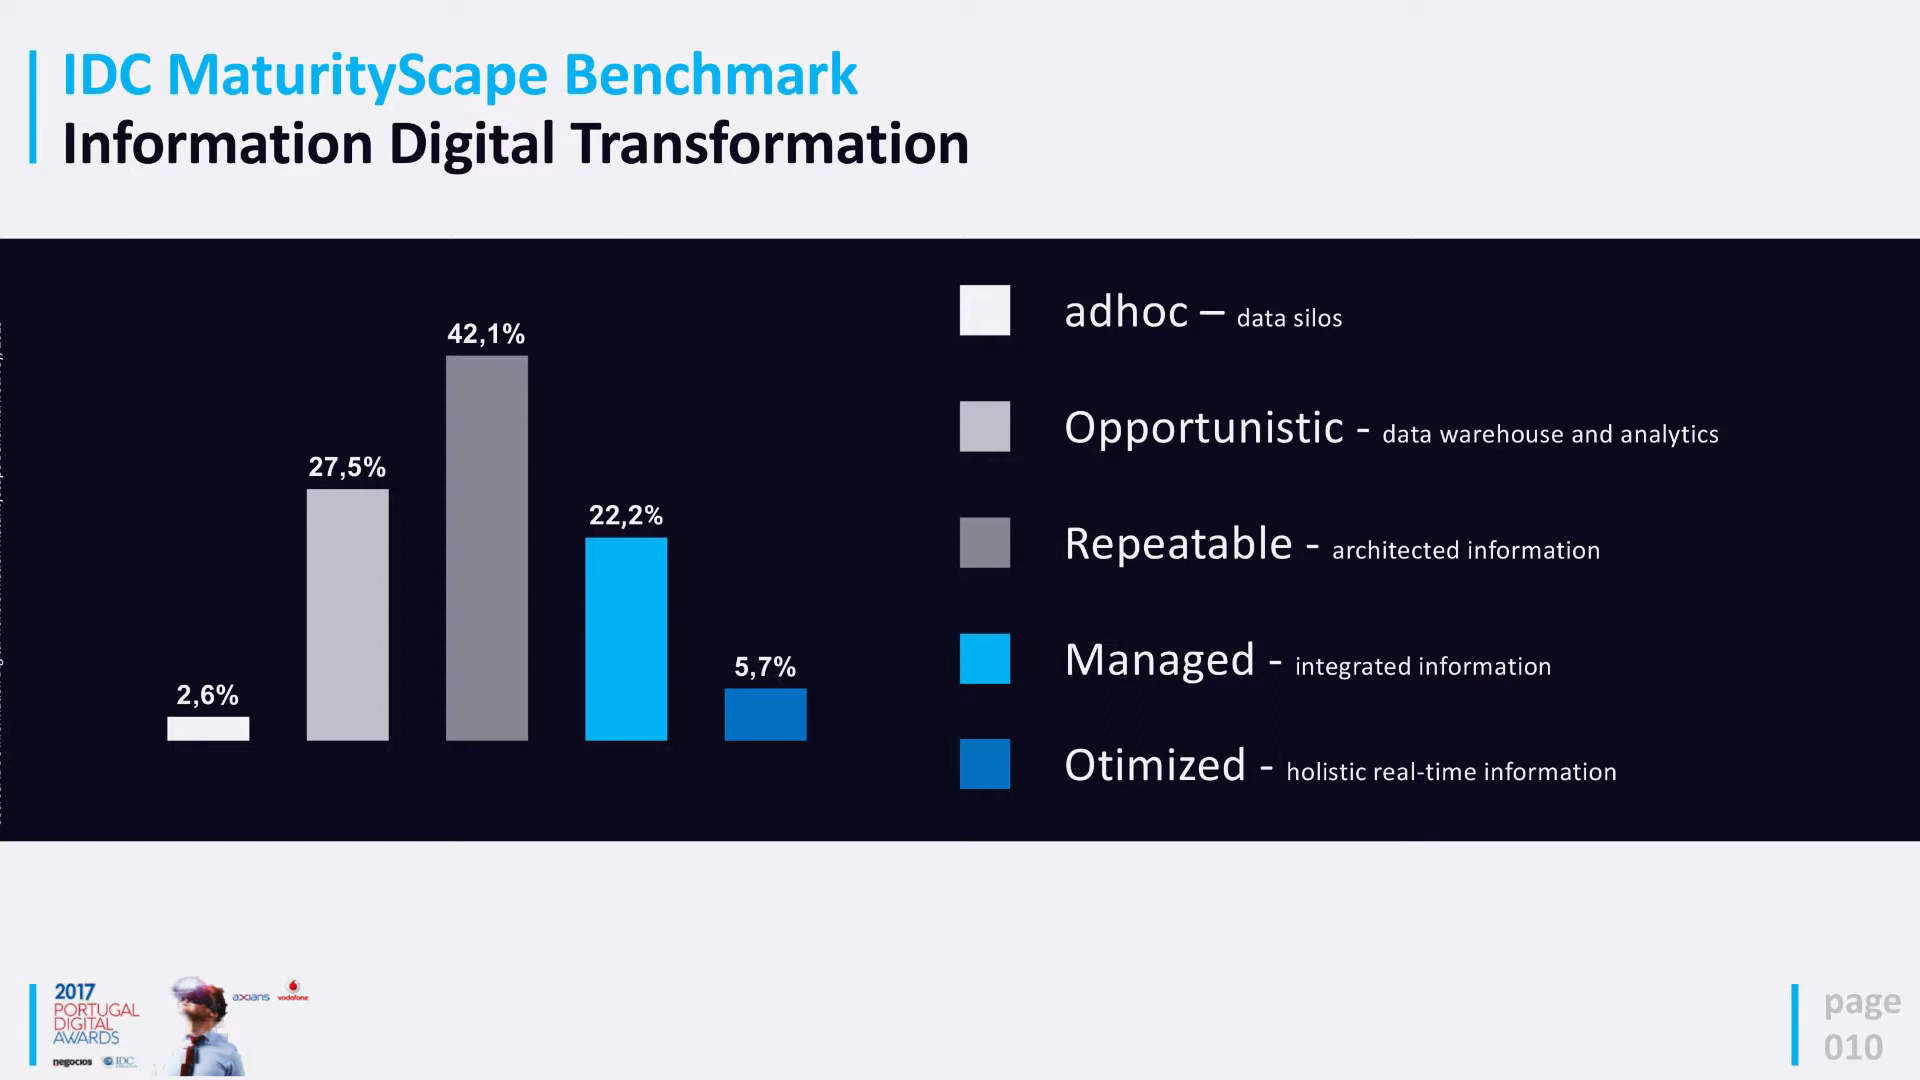 IDC MaturityScape Benchmark
Information Digital Transformation
2,6%
27,5%
42,1%
22,2%
5,7%
adhoc – data silos
Opportunistic - data warehouse and analytics
Repeatable - architected information
Managed - integrated information
Otimized - holistic real-time information
2017
PORTUGAL
DIGITAL
AWARDS
negocios
IDC
axians
vodafone
page
010